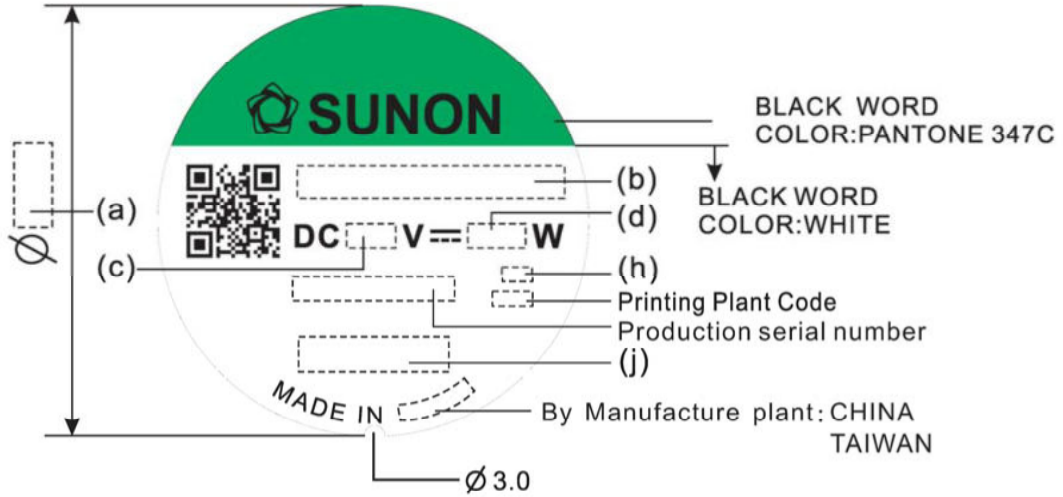 SUNON
BLACK WORD
COLOR:PANTONE 347C
BLACK WORD
COLOR:WHITE
(a)
Ø
(b)
(d)
DC V W
(c)
(h)
Printing Plant Code
Production serial number
(j)
MADE IN
By Manufacture plant: CHINA
TAIWAN
Ø 3.0